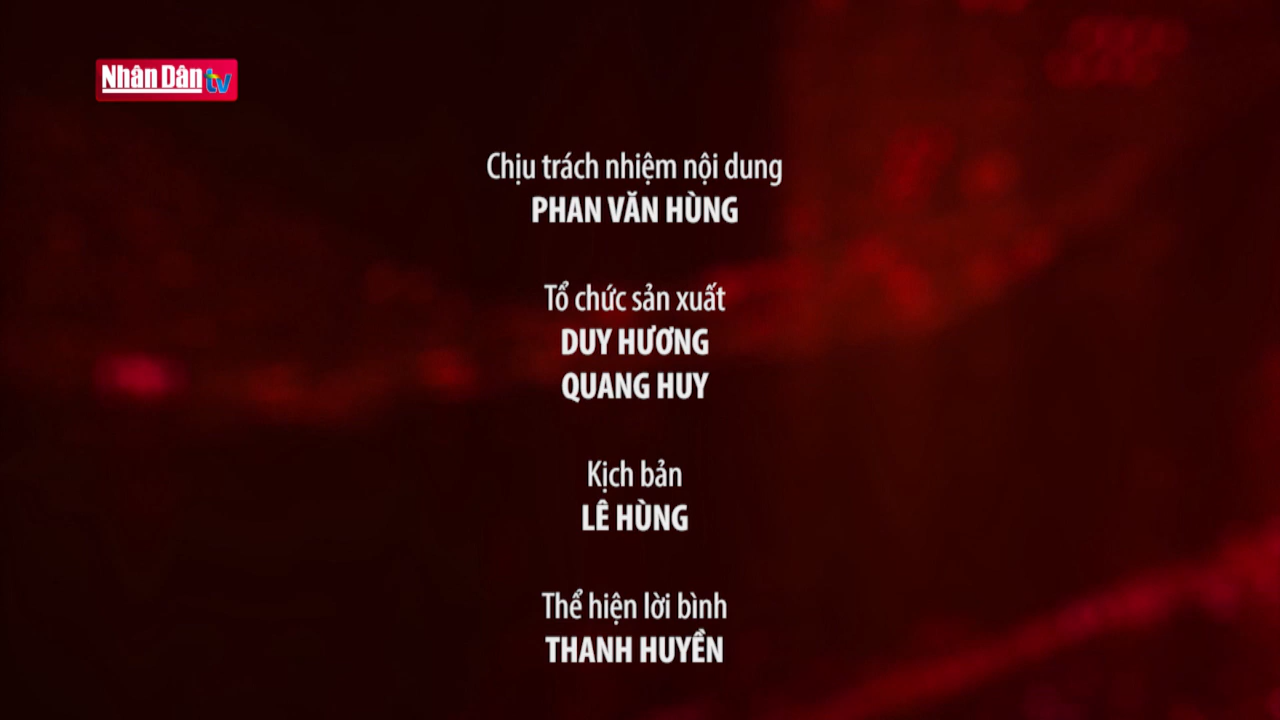 Nhân Dân tv
Chịu trách nhiệm nội dung
PHAN VĂN HÙNG
Tổ chức sản xuất
DUY HƯƠNG
QUANG HUY
Kịch bản
LÊ HÙNG
Thể hiện lời bình
THANH HUYỀN